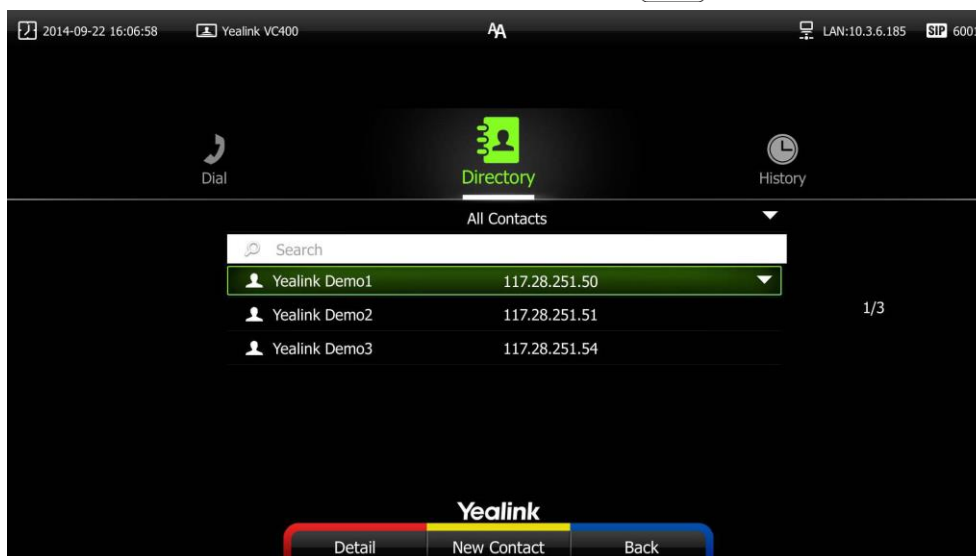 2014-09-22 16:06:58 Yealink VC400 AA LAN:10.3.6.185 SIP 6001
Dial Directory History
All Contacts
Search
Yealink Demo1 117.28.251.50
1/3
Yealink Demo2 117.28.251.51
Yealink Demo3 117.28.251.54
Yealink
Detail New Contact Back